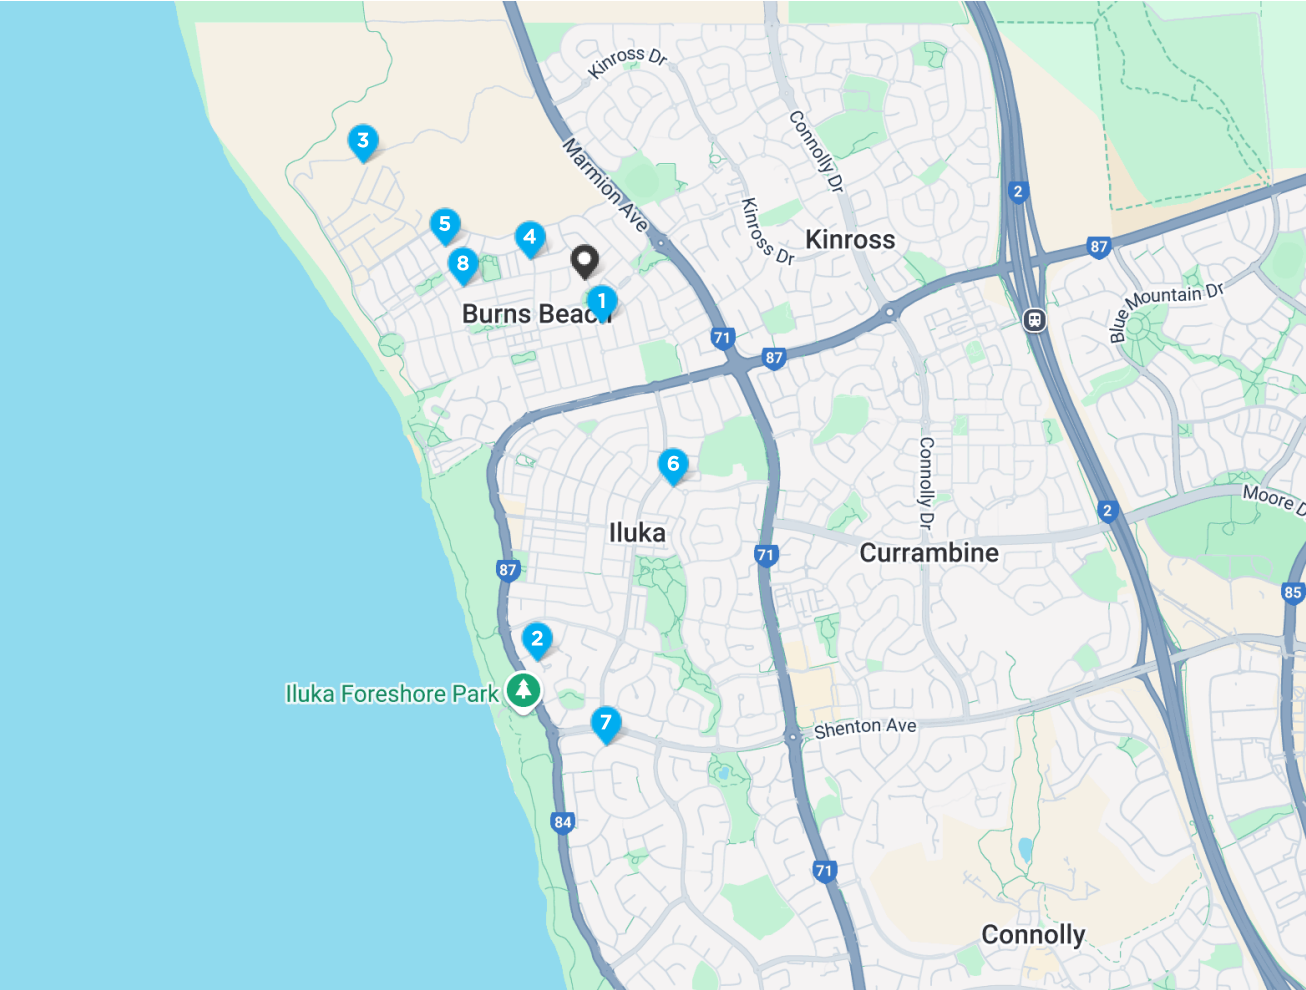 Kinross Dr
Connolly Dr
3
Marmion Ave
2
Kinross Dr
5
4
Kinross
87
8
Blue Mountain Dr
1
Burns Beach
71
87
Connolly Dr
6
Moore D
2
Iluka
Currambine
71
87
85
2
Iluka Foreshore Park
7
Shenton Ave
84
71
Connolly